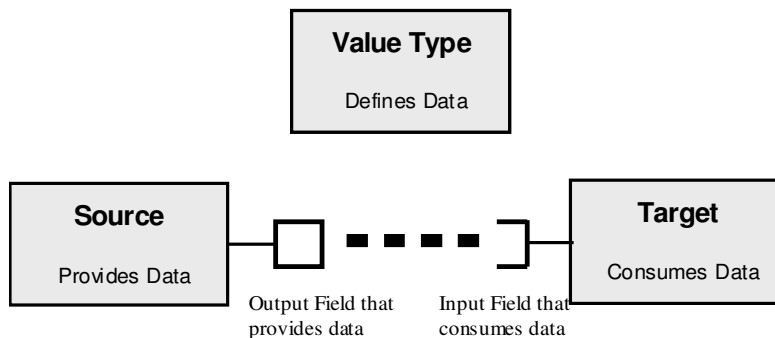 Value Type
Defines Data
Source
Provides Data
Target
Consumes Data
Output Field that
provides data
Input Field that
consumes data